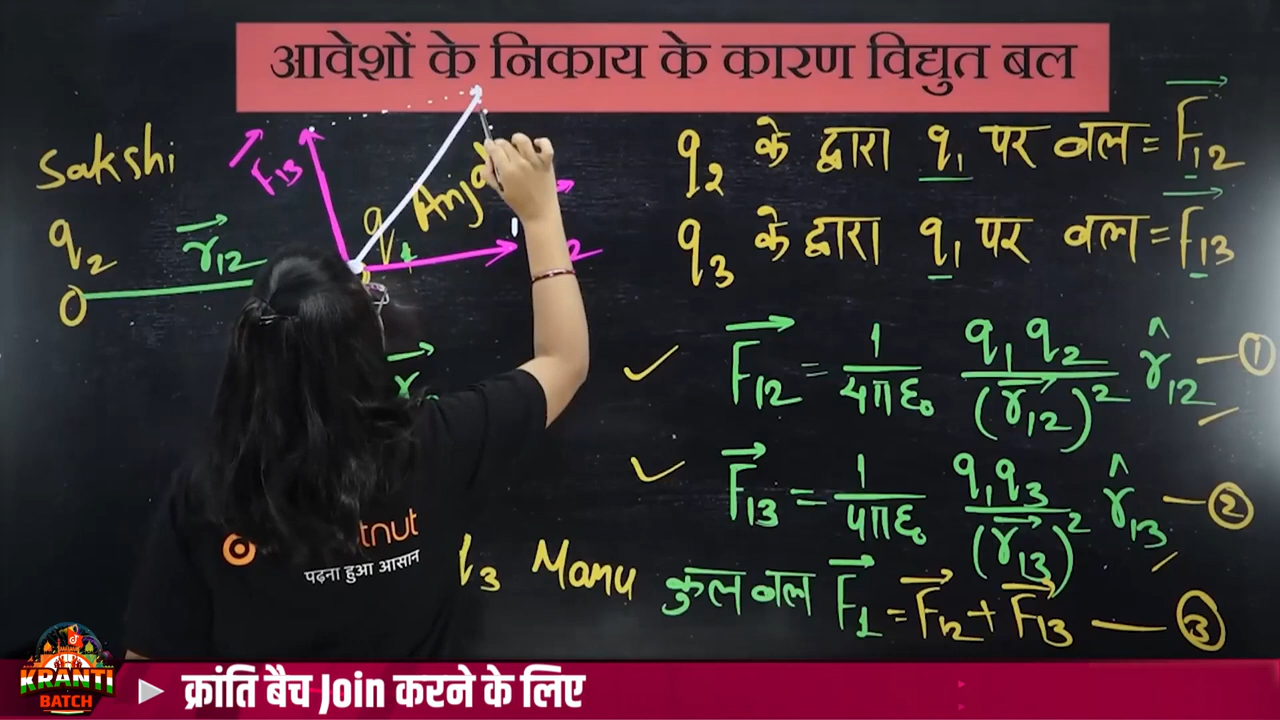 आवेशों के निकाय के कारण विद्युत बल
Sakshi
F₁₃
q₂ r₁₂
q₁
q₂ के द्वारा q₁ पर बल = F₁₂
q₃ के द्वारा q₁ पर बल = F₁₃
F₁₂ = 1/4πε₀ q₁q₂/(r₁₂)² r̂₁₂ — ①
F₁₃ = 1/4πε₀ q₁q₃/(r₁₃)² r̂₁₃ — ②
पढ़ना हुआ आसान
Manu
कुल बल F₁ = F₁₂ + F₁₃ — ③
KRANTI
BATCH
क्रांति बैच Join करने के लिए